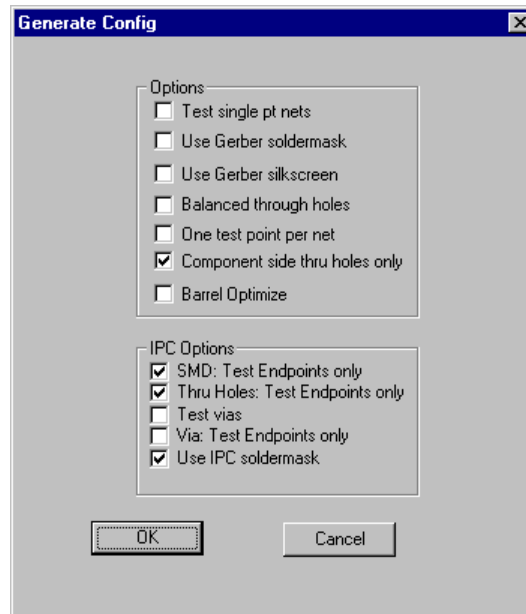 Generate Config
Options
Test single pt nets
Use Gerber soldermask
Use Gerber silkscreen
Balanced through holes
One test point per net
Component side thru holes only
Barrel Optimize
IPC Options
SMD: Test Endpoints only
Thru Holes: Test Endpoints only
Test vias
Via: Test Endpoints only
Use IPC soldermask
OK
Cancel